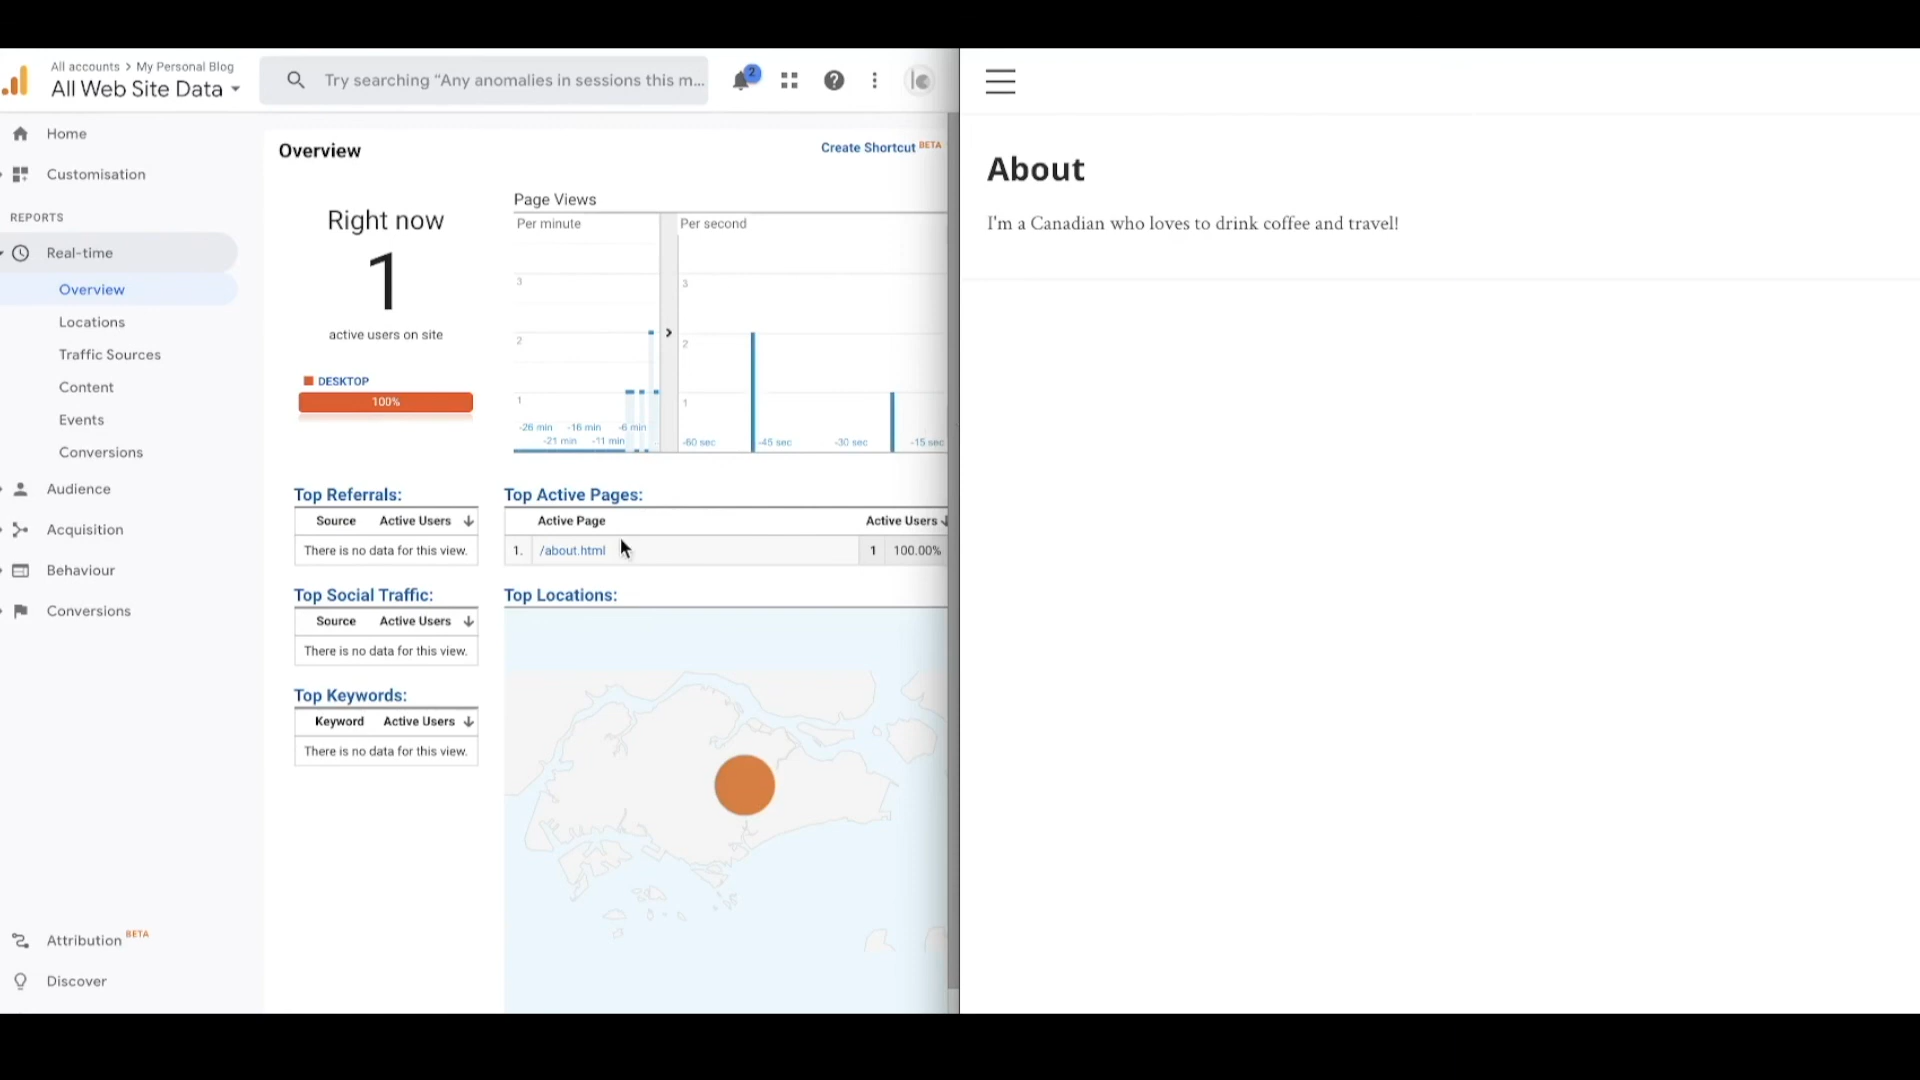 All accounts > My Personal Blog
All Web Site Data
Try searching “Any anomalies in sessions this m...
2
Home
Customisation
REPORTS
Real-time
Overview
Locations
Traffic Sources
Content
Events
Conversions
Audience
Acquisition
Behaviour
Conversions
Attribution BETA
Discover
Overview
Create Shortcut BETA
Right now
1
active users on site
DESKTOP
100%
Page Views
Per minute
Per second
3
2
1
-26 min -16 min -6 min
-21 min -11 min
3
2
1
-60 sec -45 sec -30 sec -15 sec
Top Referrals:
Source Active Users
There is no data for this view.
Top Active Pages:
Active Page Active Users
1. /about.html 1 100.00%
Top Social Traffic:
Source Active Users
There is no data for this view.
Top Keywords:
Keyword Active Users
There is no data for this view.
Top Locations:
About
I'm a Canadian who loves to drink coffee and travel!